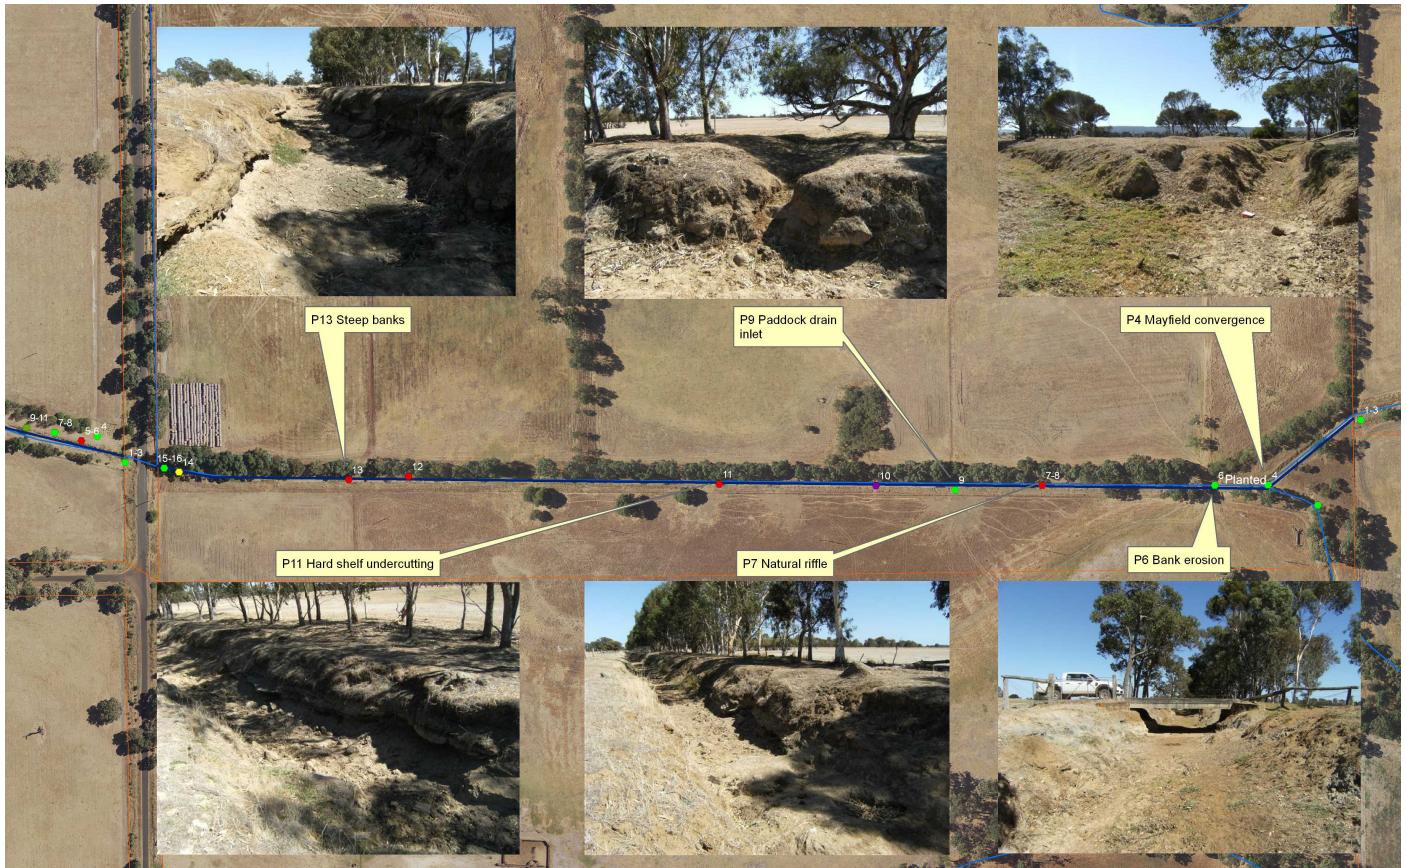 P13 Steep banks
P9 Paddock drain
inlet
P4 Mayfield convergence
9-11
7-8
5-6
4
1-3
15-16
14
13
12
11
10
9
7-8
6
Planted
4
1-3
P11 Hard shelf undercutting
P7 Natural riffle
P6 Bank erosion